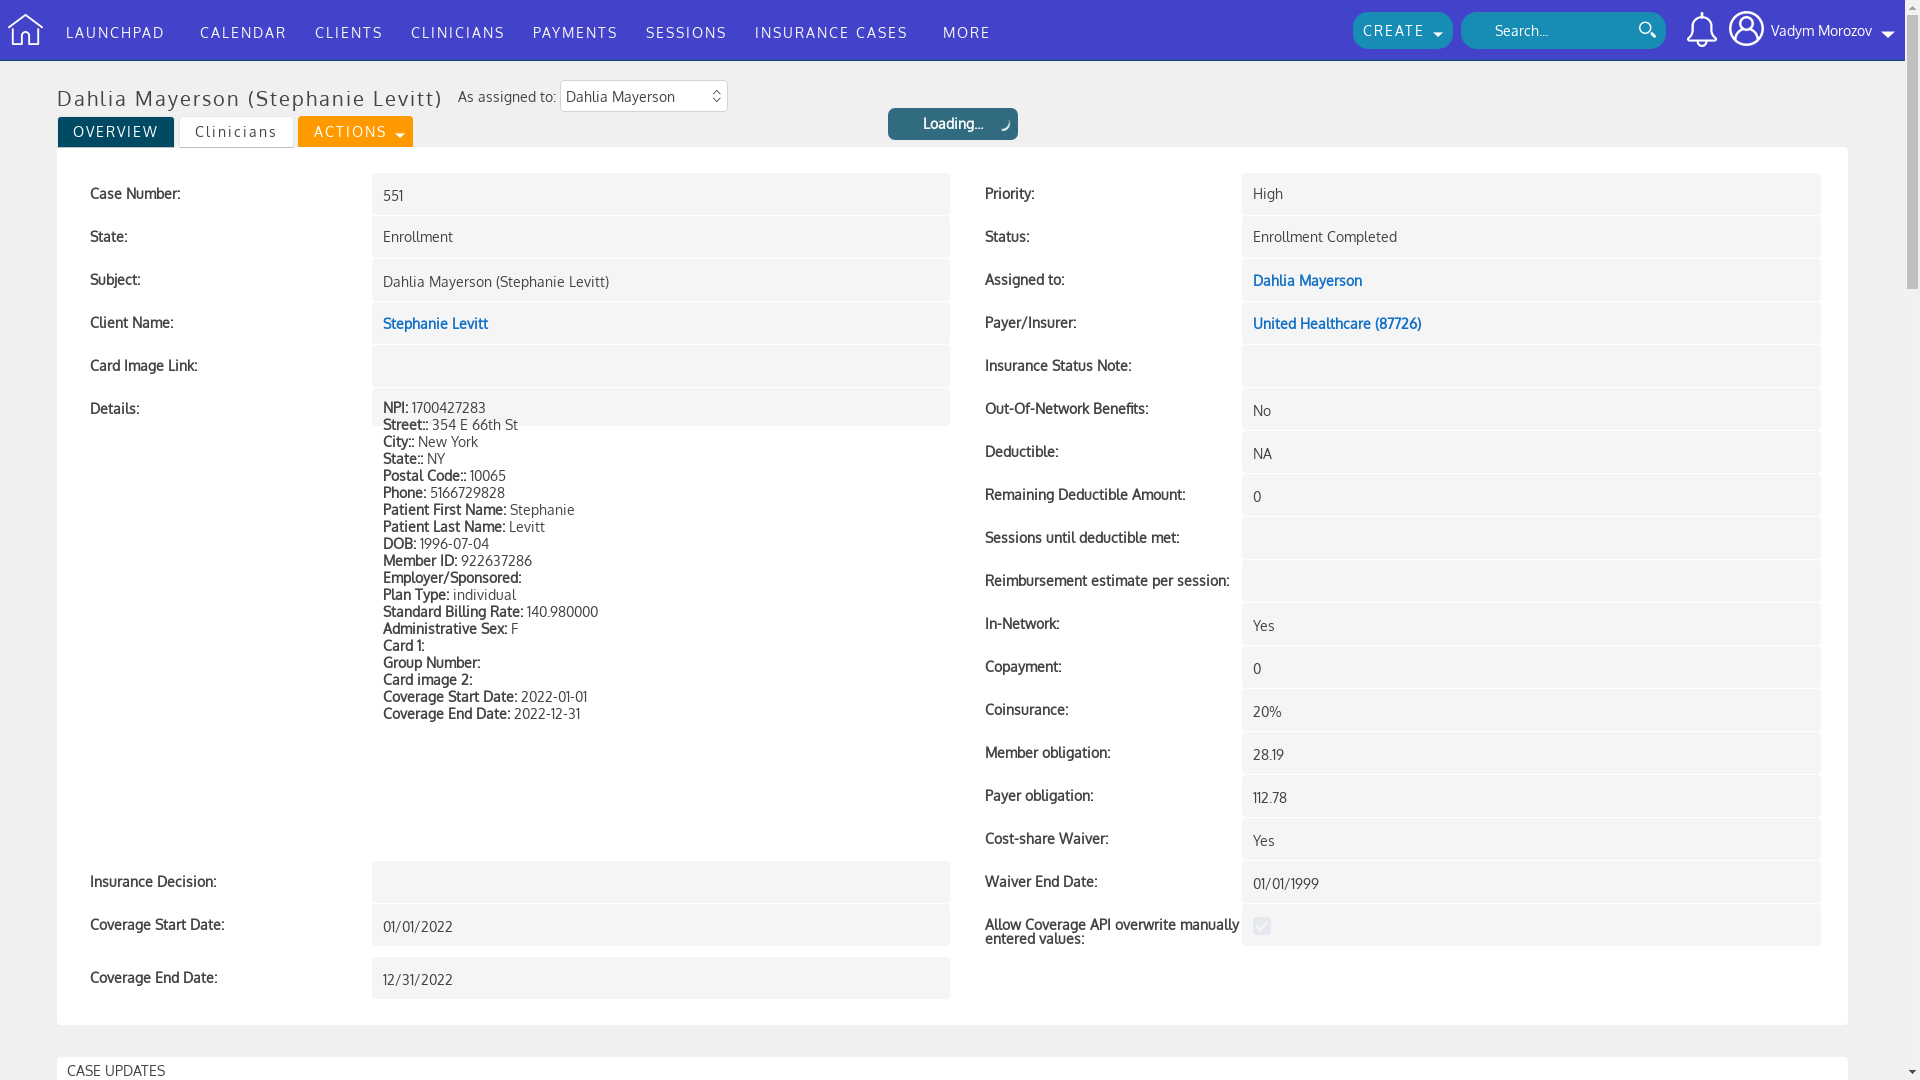 LAUNCHPAD CALENDAR CLIENTS CLINICIANS PAYMENTS SESSIONS INSURANCE CASES MORE CREATE Search... Vadym Morozov
Dahlia Mayerson (Stephanie Levitt) As assigned to: Dahlia Mayerson
Loading...
OVERVIEW Clinicians ACTIONS
Case Number: 551
Priority: High
State: Enrollment
Status: Enrollment Completed
Subject: Dahlia Mayerson (Stephanie Levitt)
Assigned to: Dahlia Mayerson
Client Name: Stephanie Levitt
Payer/Insurer: United Healthcare (87726)
Card Image Link:
Insurance Status Note:
Details:
NPI: 1700427283
Street:: 354 E 66th St
City:: New York
State:: NY
Postal Code:: 10065
Phone: 5166729828
Patient First Name: Stephanie
Patient Last Name: Levitt
DOB: 1996-07-04
Member ID: 922637286
Employer/Sponsored:
Plan Type: individual
Standard Billing Rate: 140.980000
Administrative Sex: F
Card 1:
Group Number:
Card image 2:
Coverage Start Date: 2022-01-01
Coverage End Date: 2022-12-31
Out-Of-Network Benefits: No
Deductible: NA
Remaining Deductible Amount: 0
Sessions until deductible met:
Reimbursement estimate per session:
In-Network: Yes
Copayment: 0
Coinsurance: 20%
Member obligation: 28.19
Payer obligation: 112.78
Cost-share Waiver: Yes
Insurance Decision:
Waiver End Date: 01/01/1999
Coverage Start Date: 01/01/2022
Allow Coverage API overwrite manually
entered values:
Coverage End Date: 12/31/2022
CASE UPDATES